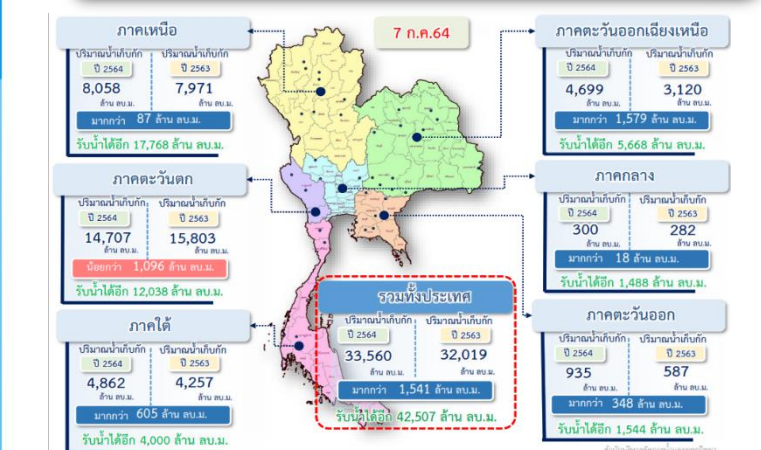 7 ก.ค.64
ภาคเหนือ
ปริมาณน้ำเก็บกัก ปริมาณน้ำเก็บกัก
ปี 2564 ปี 2563
8,058 7,971
ล้าน ลบ.ม. ล้าน ลบ.ม.
มากกว่า 87 ล้าน ลบ.ม.
รับน้ำได้อีก 17,768 ล้าน ลบ.ม.
ภาคตะวันออกเฉียงเหนือ
ปริมาณน้ำเก็บกัก ปริมาณน้ำเก็บกัก
ปี 2564 ปี 2563
4,699 3,120
ล้าน ลบ.ม. ล้าน ลบ.ม.
มากกว่า 1,579 ล้าน ลบ.ม.
รับน้ำได้อีก 5,668 ล้าน ลบ.ม.
ภาคตะวันตก
ปริมาณน้ำเก็บกัก ปริมาณน้ำเก็บกัก
ปี 2564 ปี 2563
14,707 15,803
ล้าน ลบ.ม. ล้าน ลบ.ม.
น้อยกว่า 1,096 ล้าน ลบ.ม.
รับน้ำได้อีก 12,038 ล้าน ลบ.ม.
ภาคกลาง
ปริมาณน้ำเก็บกัก ปริมาณน้ำเก็บกัก
ปี 2564 ปี 2563
300 282
ล้าน ลบ.ม. ล้าน ลบ.ม.
มากกว่า 18 ล้าน ลบ.ม.
รับน้ำได้อีก 1,488 ล้าน ลบ.ม.
ภาคใต้
ปริมาณน้ำเก็บกัก ปริมาณน้ำเก็บกัก
ปี 2564 ปี 2563
4,862 4,257
ล้าน ลบ.ม. ล้าน ลบ.ม.
มากกว่า 605 ล้าน ลบ.ม.
รับน้ำได้อีก 4,000 ล้าน ลบ.ม.
รวมทั้งประเทศ
ปริมาณน้ำเก็บกัก ปริมาณน้ำเก็บกัก
ปี 2564 ปี 2563
33,560 32,019
ล้าน ลบ.ม. ล้าน ลบ.ม.
มากกว่า 1,541 ล้าน ลบ.ม.
รับน้ำได้อีก 42,507 ล้าน ลบ.ม.
ภาคตะวันออก
ปริมาณน้ำเก็บกัก ปริมาณน้ำเก็บกัก
ปี 2564 ปี 2563
935 587
ล้าน ลบ.ม. ล้าน ลบ.ม.
มากกว่า 348 ล้าน ลบ.ม.
รับน้ำได้อีก 1,544 ล้าน ลบ.ม.